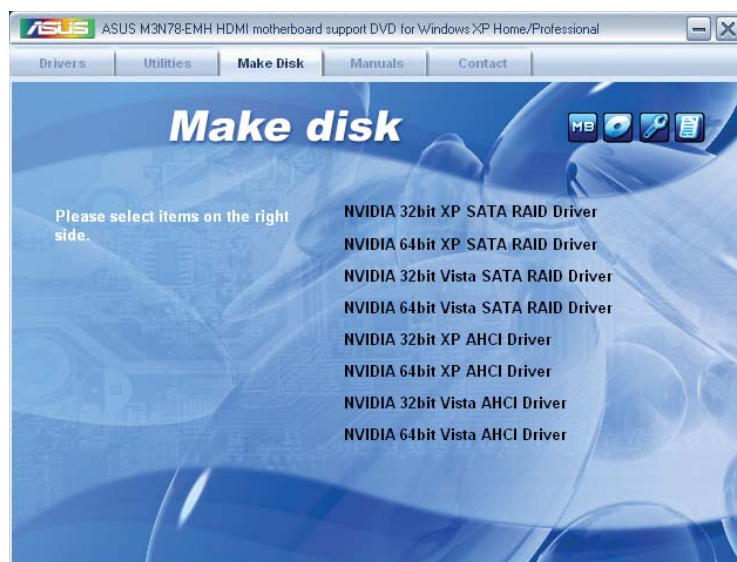 ASUS ASUS M3N78-EMH HDMI motherboard support DVD for Windows XP Home/Professional
Drivers Utilities Make Disk Manuals Contact
Make disk
MB
Please select items on the right
side.
NVIDIA 32bit XP SATA RAID Driver
NVIDIA 64bit XP SATA RAID Driver
NVIDIA 32bit Vista SATA RAID Driver
NVIDIA 64bit Vista SATA RAID Driver
NVIDIA 32bit XP AHCI Driver
NVIDIA 64bit XP AHCI Driver
NVIDIA 32bit Vista AHCI Driver
NVIDIA 64bit Vista AHCI Driver